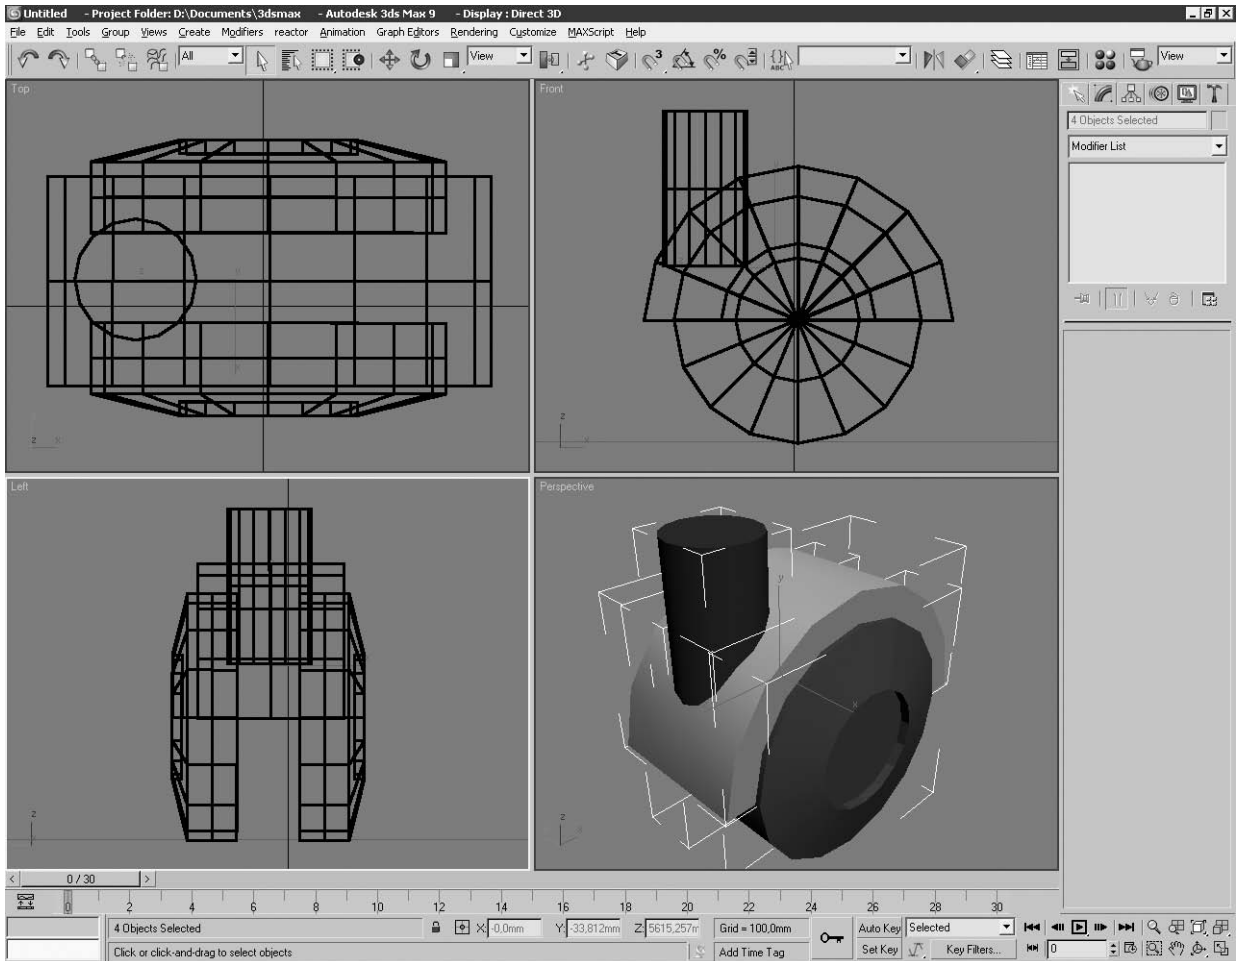 Untitled - Project Folder: D:\Documents\3dsmax - Autodesk 3ds Max 9 - Display : Direct 3D
File Edit Tools Group Views Create Modifiers reactor Animation Graph Editors Rendering Customize MAXScript Help
All View 3 % ABC View
Top
Front
4 Objects Selected
Modifier List
Left
Perspective
0 / 30
0 2 4 6 8 10 12 14 16 18 20 22 24 26 28 30
4 Objects Selected X: -0,0mm Y: -33,812mm Z: 5615,257m Grid = 100,0mm Auto Key Selected
Click or click-and-drag to select objects Add Time Tag Set Key Key Filters... 0